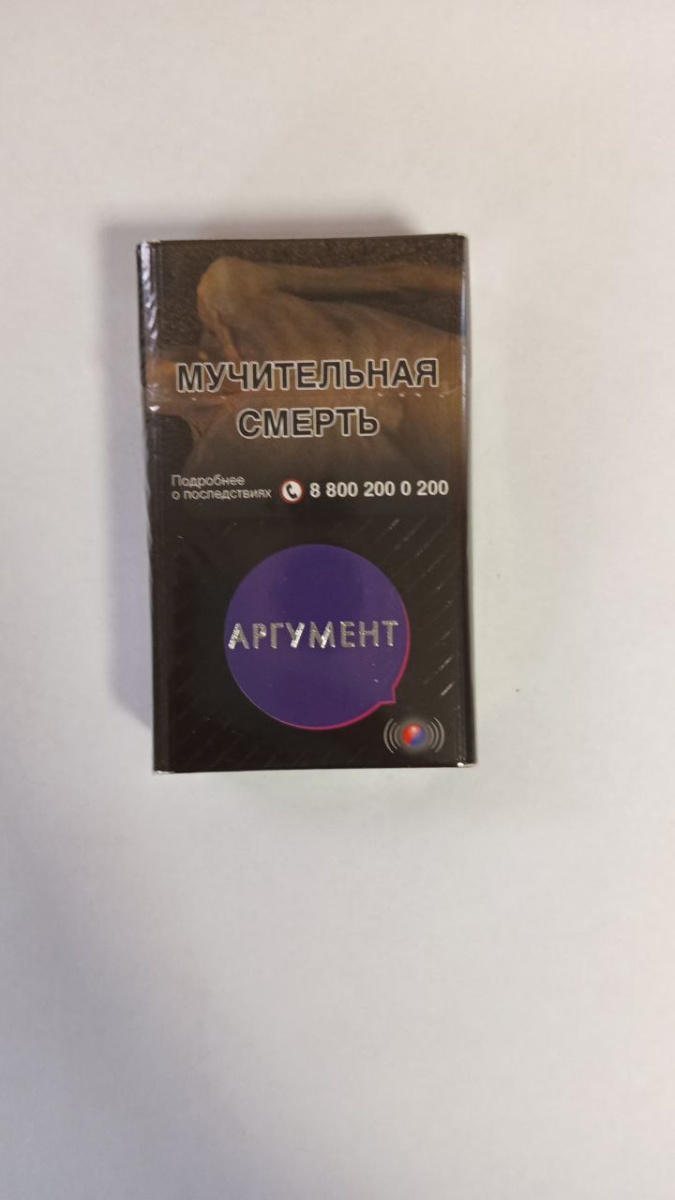 МУЧИТЕЛЬНАЯ
СМЕРТЬ
Подробнее
о последствиях 8 800 200 0 200
АРГУМЕНТ